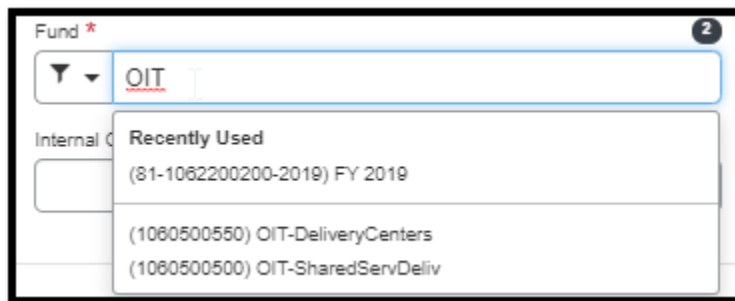 Fund *
2
OIT
Internal C
Recently Used
(81-1062200200-2019) FY 2019
(1060500550) OIT-DeliveryCenters
(1060500500) OIT-SharedServDeliv